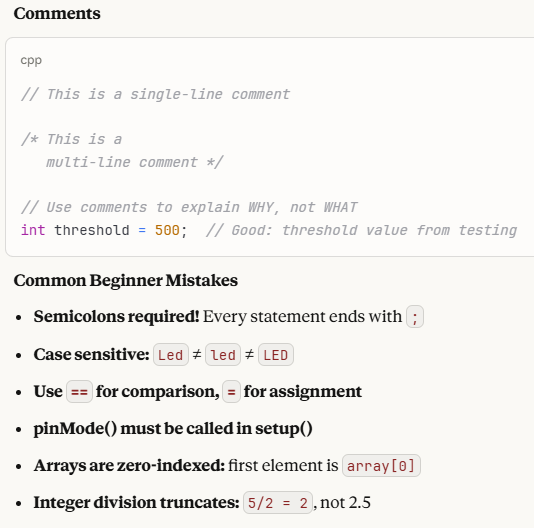 Comments
cpp
// This is a single-line comment
/* This is a
   multi-line comment */
// Use comments to explain WHY, not WHAT
int threshold = 500;  // Good: threshold value from testing
Common Beginner Mistakes
• Semicolons required! Every statement ends with ;
• Case sensitive: Led ≠ led ≠ LED
• Use == for comparison, = for assignment
• pinMode() must be called in setup()
• Arrays are zero-indexed: first element is array[0]
• Integer division truncates: 5/2 = 2, not 2.5